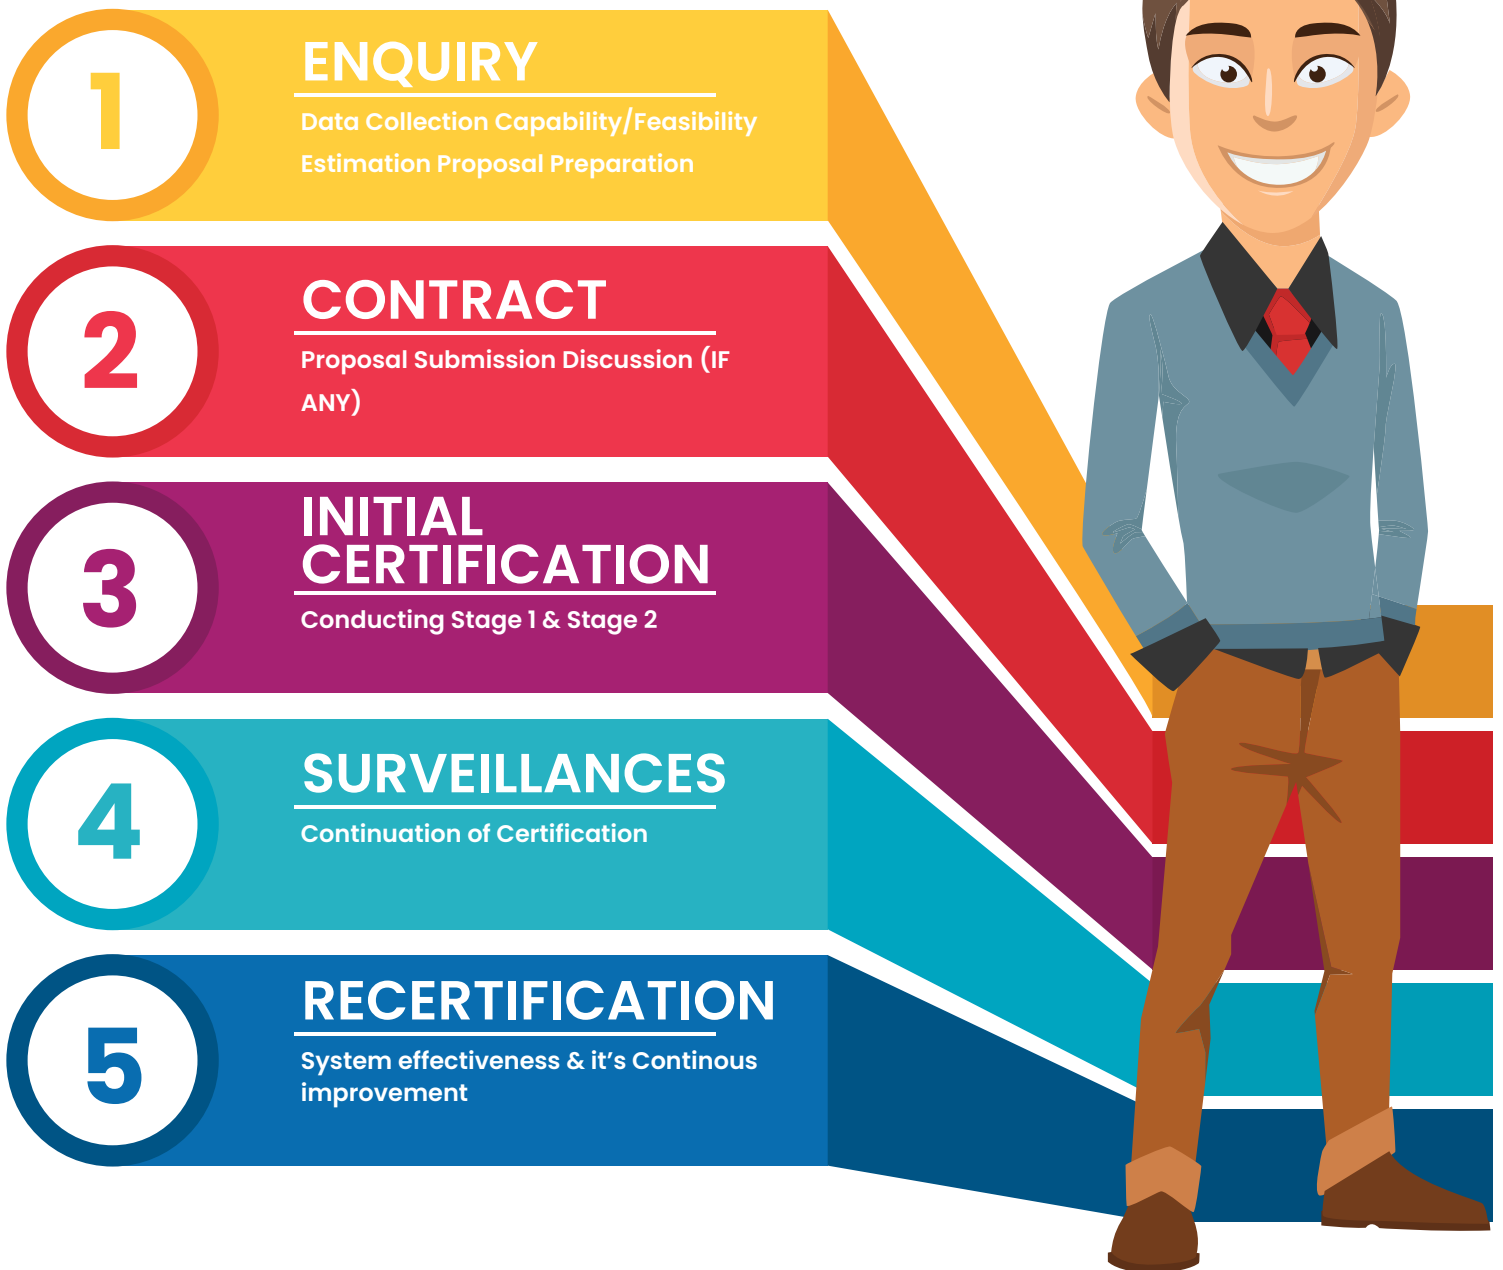 1
ENQUIRY
Data Collection Capability/Feasibility
Estimation Proposal Preparation
2
CONTRACT
Proposal Submission Discussion (IF
ANY)
3
INITIAL
CERTIFICATION
Conducting Stage 1 & Stage 2
4
SURVEILLANCES
Continuation of Certification
5
RECERTIFICATION
System effectiveness & it's Continous
improvement